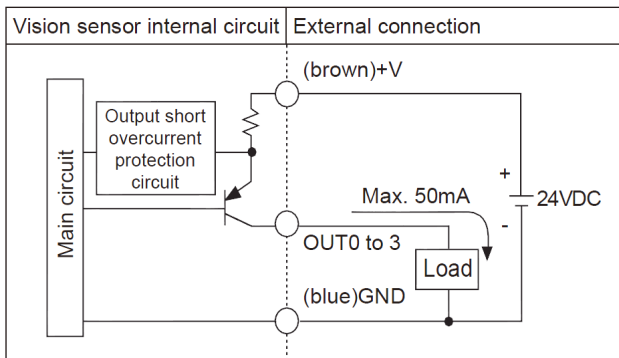 Vision sensor internal circuit
External connection
(brown)+V
Output short
overcurrent
protection
circuit
Main circuit
Max. 50mA
+
24VDC
-
OUT0 to 3
Load
(blue)GND